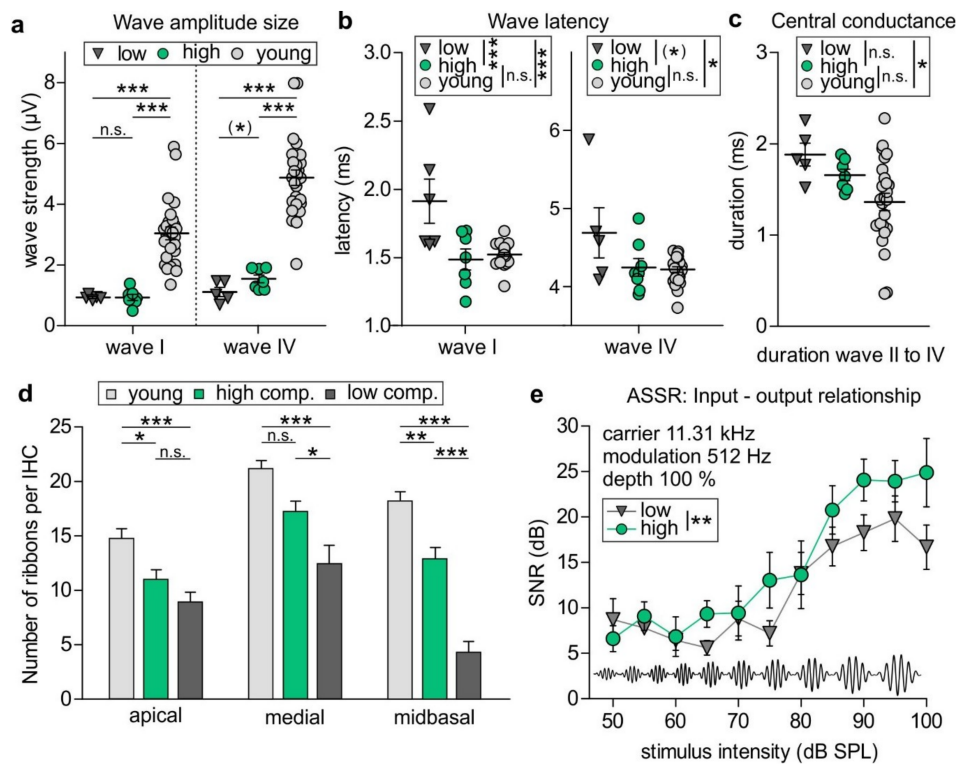 a
Wave amplitude size
low high young
wave strength (µV)
8
6
4
2
0
*** ***
*** ***
n.s. (*)
wave I wave IV
b
Wave latency
low
high
young
***
n.s.
***
low
high
young
(*)
n.s.
*
latency (ms)
3.0
2.5
2.0
1.5
1.0
6
5
4
wave I wave IV
c
Central conductance
low
high
young
n.s.
n.s.
*
duration (ms)
3
2
1
0
duration wave II to IV
d
young high comp. low comp.
Number of ribbons per IHC
25
20
15
10
5
0
*** *** ***
* n.s. **
n.s. * ***
apical medial midbasal
e
ASSR: Input - output relationship
carrier 11.31 kHz
modulation 512 Hz
depth 100 %
low
high
**
SNR (dB)
30
25
20
15
10
5
0
50 60 70 80 90 100
stimulus intensity (dB SPL)